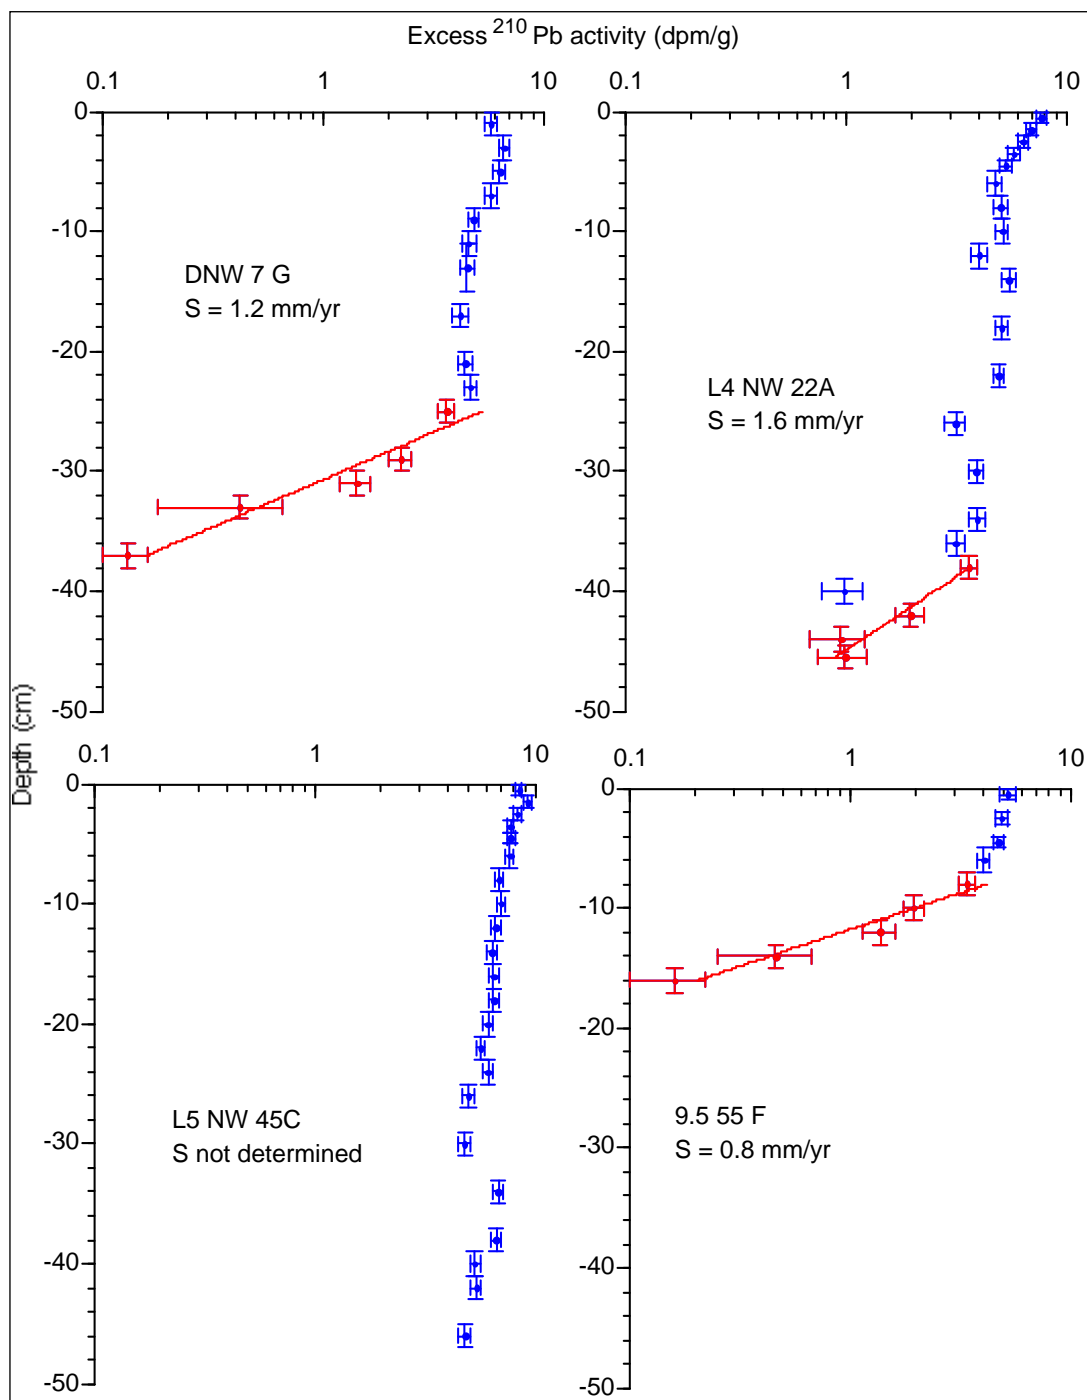 Excess 210 Pb activity (dpm/g)
0.1 1 10
0.1 1 10
0
-10
-20
-30
-40
-50
DNW 7 G
S = 1.2 mm/yr
0
-10
-20
-30
-40
-50
L4 NW 22A
S = 1.6 mm/yr
Depth (cm)
0.1 1 10
0.1 1 10
0
-10
-20
-30
-40
-50
L5 NW 45C
S not determined
0
-10
-20
-30
-40
-50
9.5 55 F
S = 0.8 mm/yr